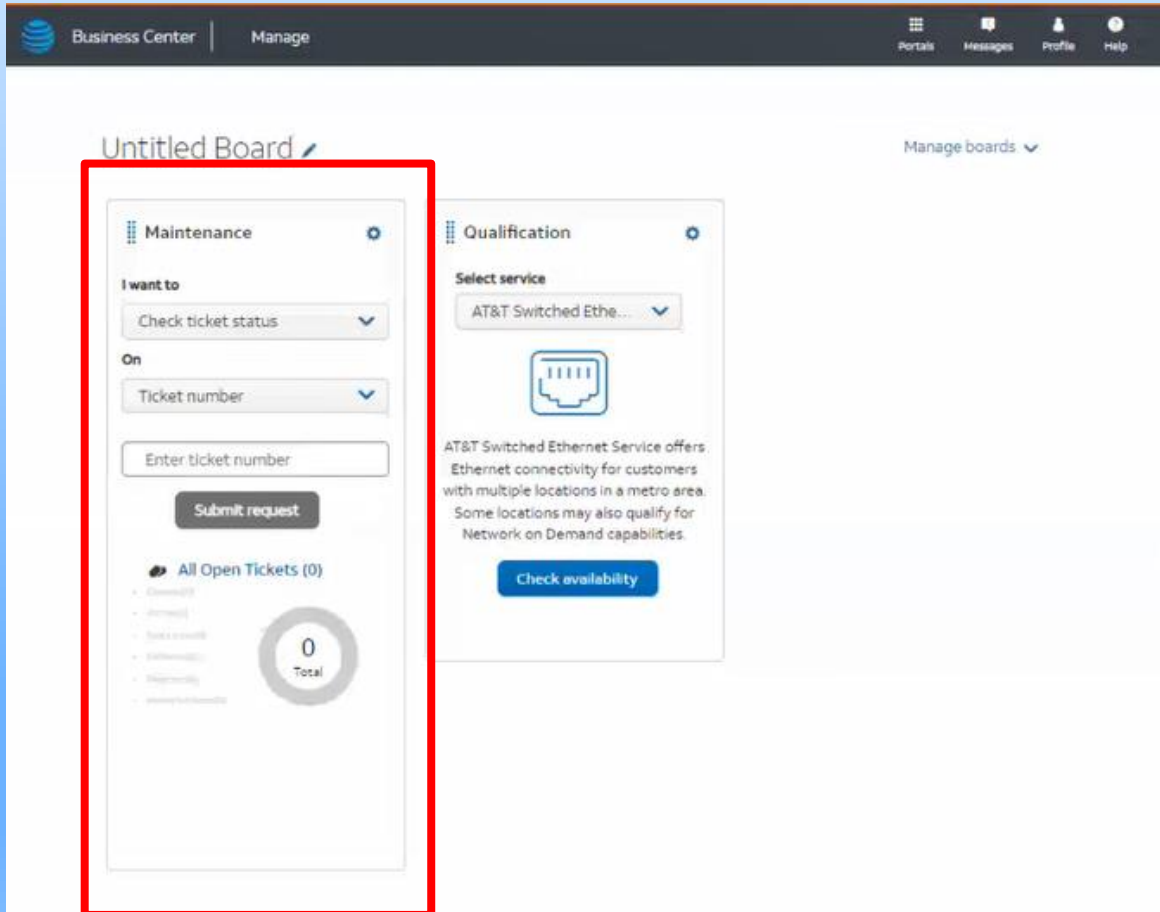 Business Center
Manage
Portals
Messages
Profile
Help
Untitled Board
Manage boards
Maintenance
I want to
Check ticket status
On
Ticket number
Enter ticket number
Submit request
All Open Tickets (0)
0
Total
Qualification
Select service
AT&T Switched Ethe...
AT&T Switched Ethernet Service offers
Ethernet connectivity for customers
with multiple locations in a metro area.
Some locations may also qualify for
Network on Demand capabilities.
Check availability